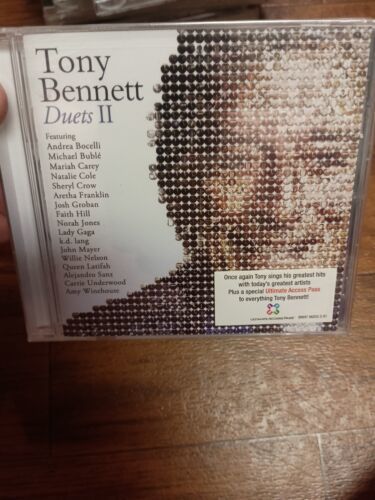 Tony
Bennett
Duets II
Featuring
Andrea Bocelli
Michael Bublé
Mariah Carey
Natalie Cole
Sheryl Crow
Aretha Franklin
Josh Groban
Faith Hill
Norah Jones
Lady Gaga
k.d. lang
John Mayer
Willie Nelson
Queen Latifah
Alejandro Sanz
Carrie Underwood
Amy Winehouse
Once again Tony sings his greatest hits
with today's greatest artists
Plus a special Ultimate Access Pass
to everything Tony Bennett!